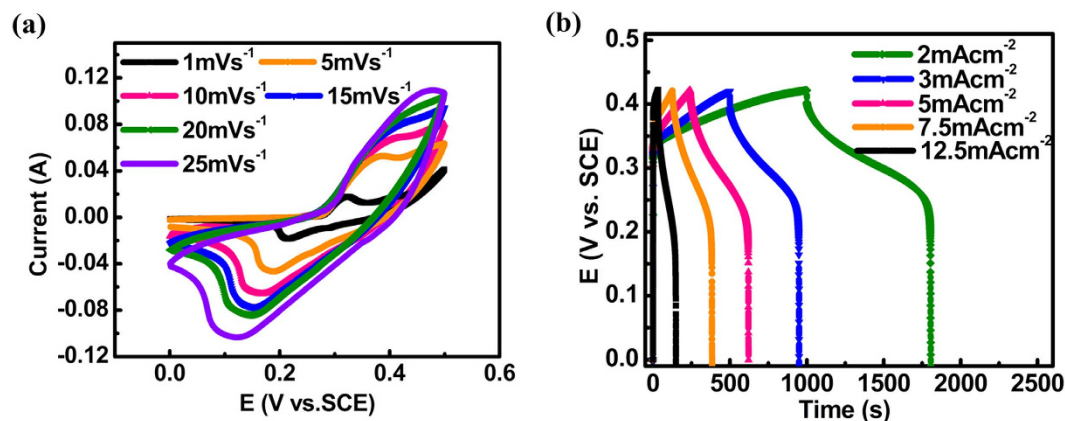 (a)
1mVs⁻¹ 5mVs⁻¹
10mVs⁻¹ 15mVs⁻¹
20mVs⁻¹
25mVs⁻¹
0.12
0.08
0.04
0.00
-0.04
-0.08
-0.12
Current (A)
0.0 0.2 0.4 0.6
E (V vs.SCE)
(b)
2mAcm⁻²
3mAcm⁻²
5mAcm⁻²
7.5mAcm⁻²
12.5mAcm⁻²
0.5
0.4
0.3
0.2
0.1
0.0
E (V vs. SCE)
0 500 1000 1500 2000 2500
Time (s)